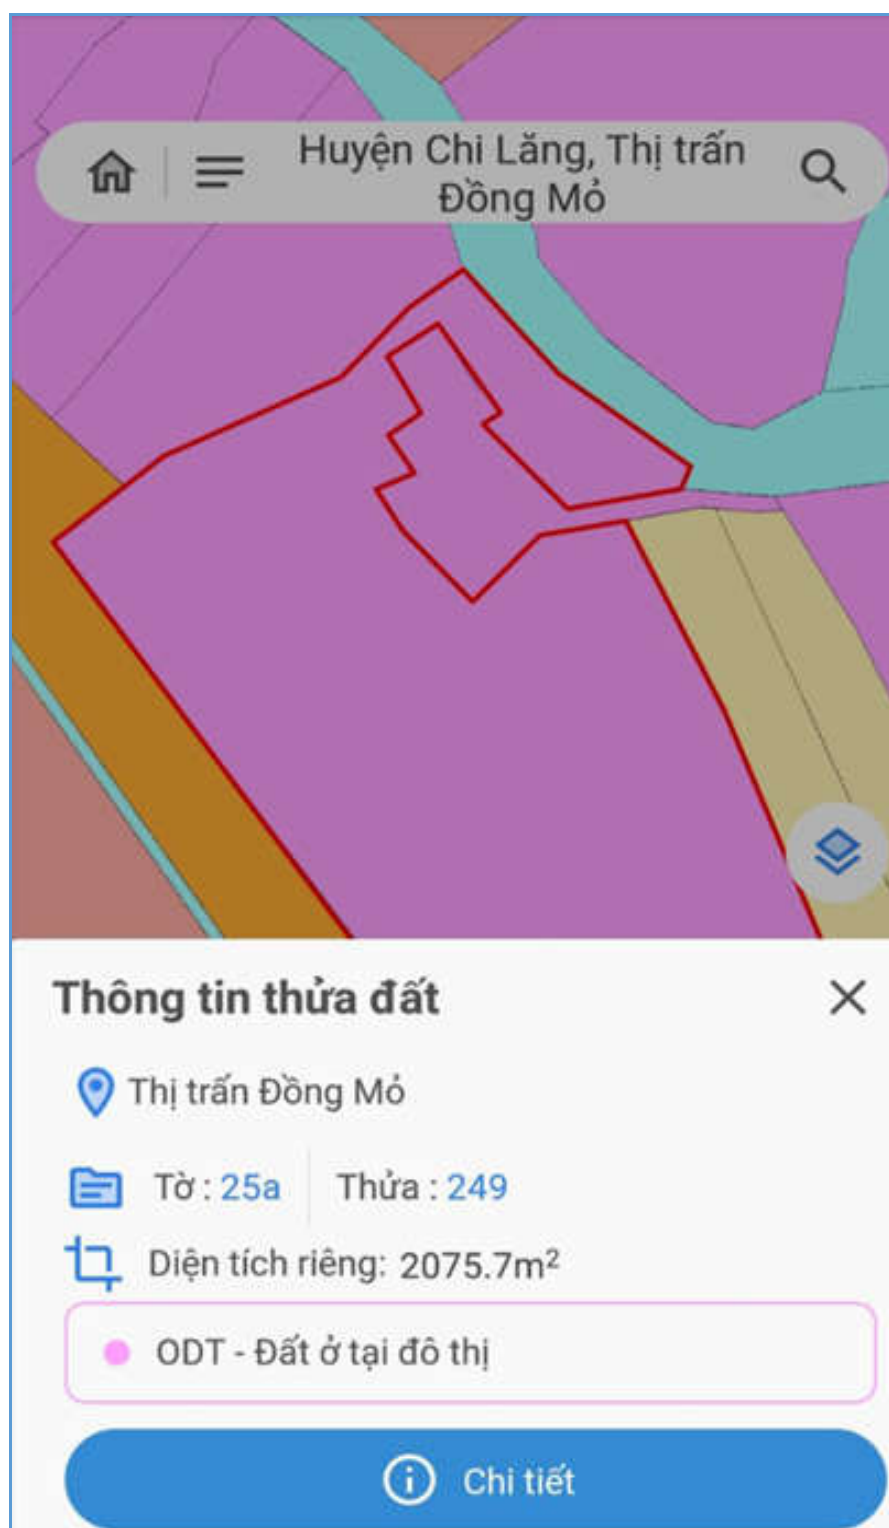 Huyện Chi Lăng, Thị trấn
Đồng Mỏ
Thông tin thửa đất
Thị trấn Đồng Mỏ
Tờ : 25a Thửa : 249
Diện tích riêng: 2075.7m²
ODT - Đất ở tại đô thị
Chi tiết